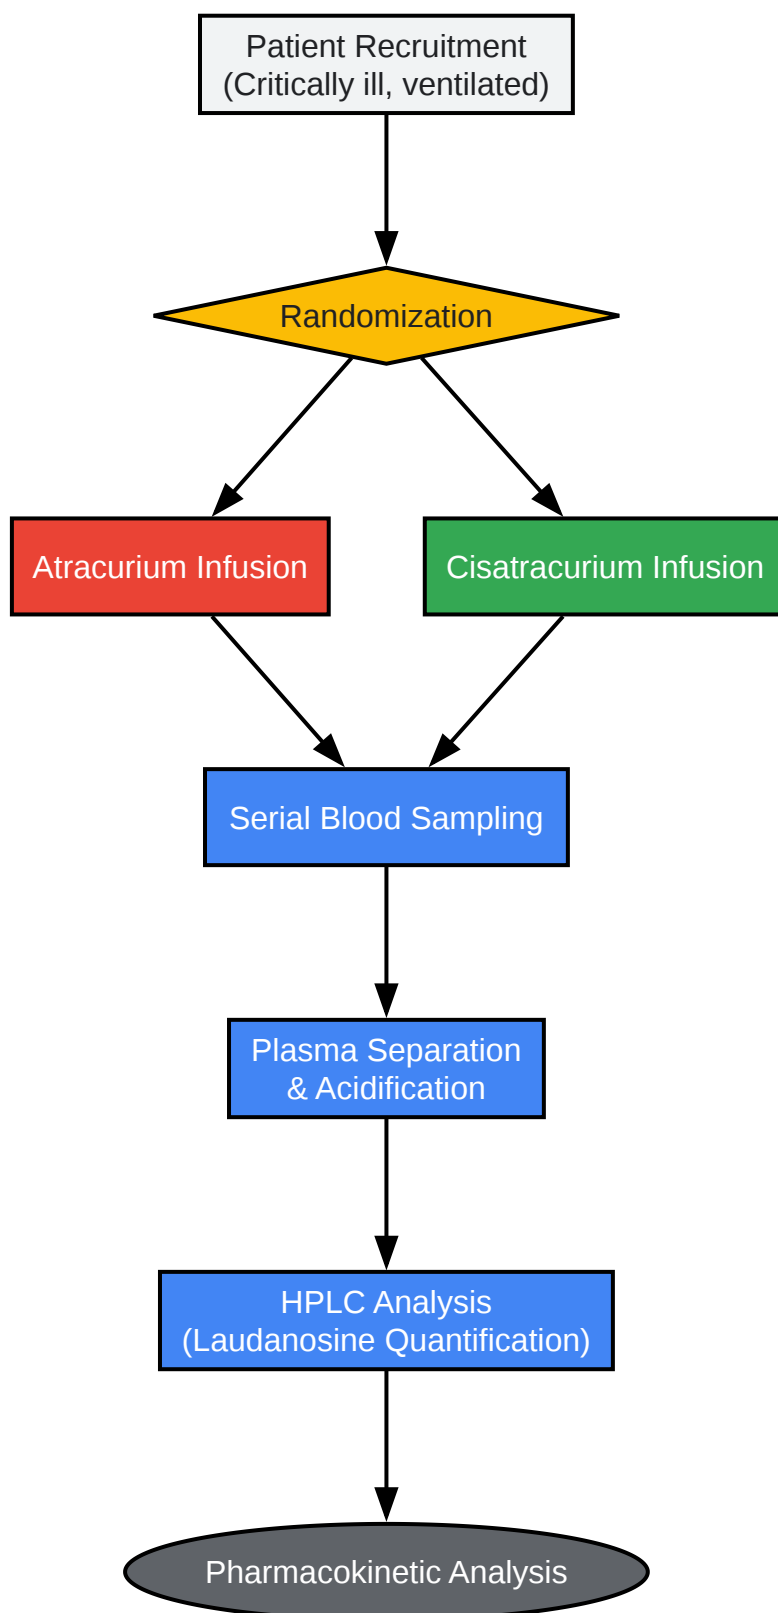 Patient Recruitment
(Critically ill, ventilated)
Randomization
Atracurium Infusion
Cisatracurium Infusion
Serial Blood Sampling
Plasma Separation
& Acidification
HPLC Analysis
(Laudanosine Quantification)
Pharmacokinetic Analysis